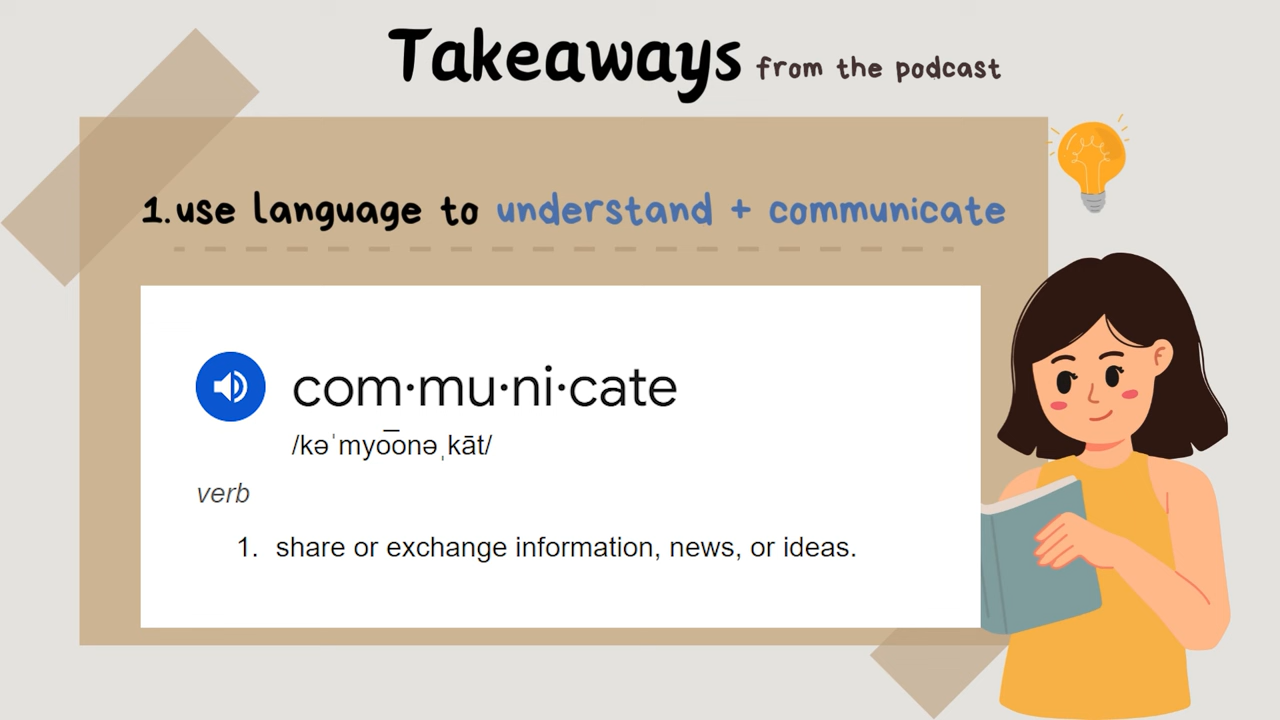 Takeaways from the podcast
1. use language to understand + communicate
com·mu·ni·cate
/kəˈmyo͞onəˌkāt/
verb
1. share or exchange information, news, or ideas.